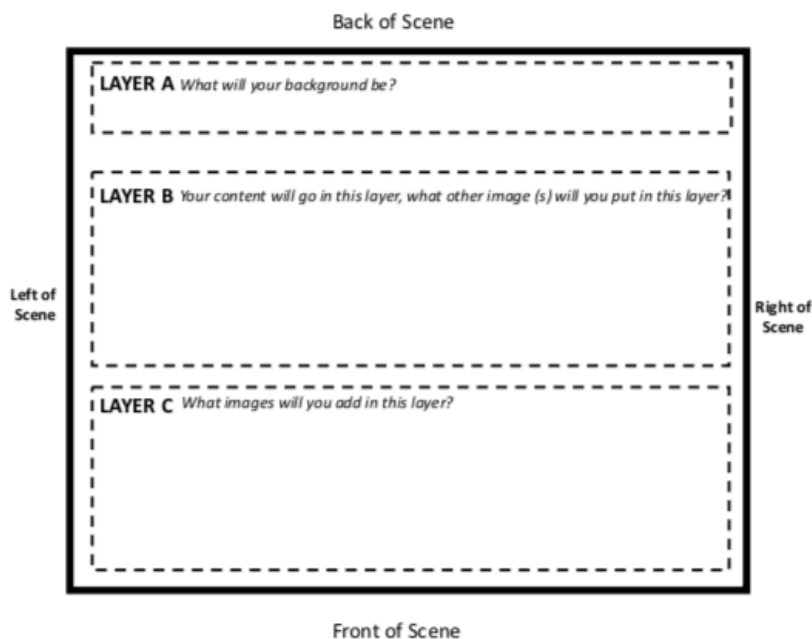 Back of Scene
LAYER A What will your background be?
LAYER B Your content will go in this layer, what other image (s) will you put in this layer?
Left of
Scene
Right of
Scene
LAYER C What images will you add in this layer?
Front of Scene